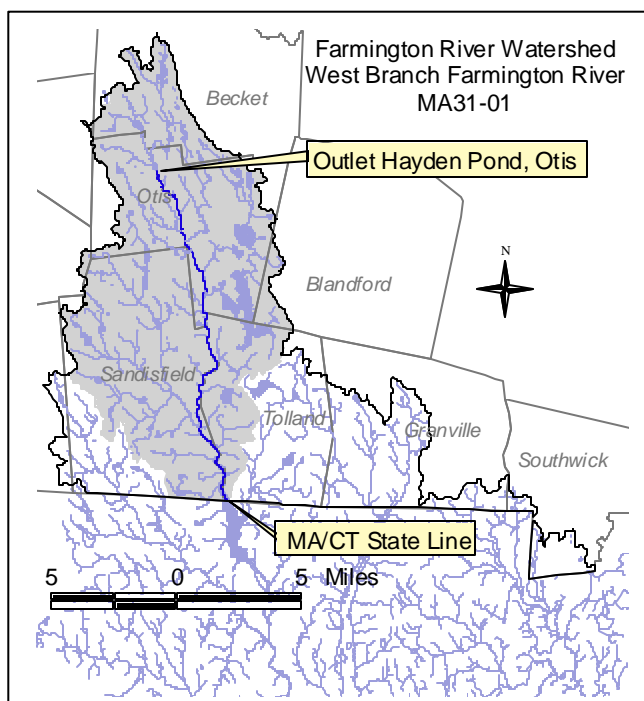 Farmington River Watershed
West Branch Farmington River
MA31-01
Becket
Outlet Hayden Pond, Otis
Otis
N
Blandford
Sandisfield
Tolland
Granville
Southwick
MA/CT State Line
5 0 5 Miles